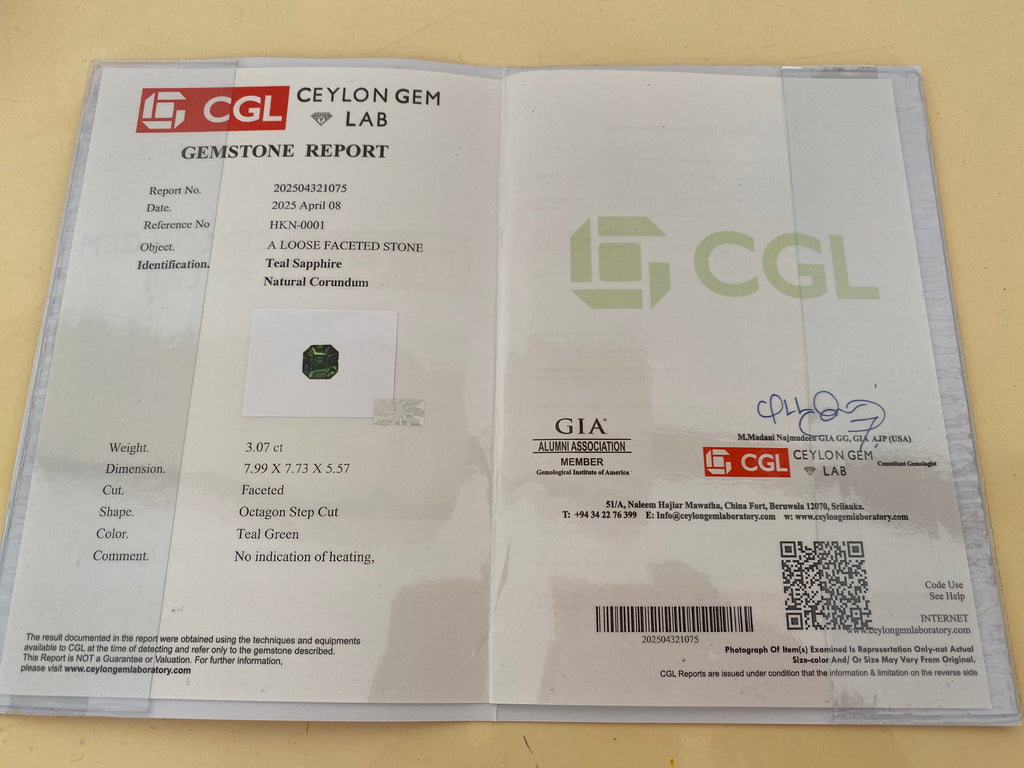 CGL CEYLON GEM
LAB
GEMSTONE REPORT
Report No. 202504321075
Date. 2025 April 08
Reference No HKN-0001
Object. A LOOSE FACETED STONE
Identification. Teal Sapphire
Natural Corundum
Weight. 3.07 ct
Dimension. 7.99 X 7.73 X 5.57
Cut. Faceted
Shape. Octagon Step Cut
Color. Teal Green
Comment. No indication of heating,
The result documented in the report were obtained using the techniques and equipments
available to CGL at the time of detecting and refer only to the gemstone described.
This Report is NOT a Guarantee or Valuation. For further information,
please visit www.ceylongemlaboratory.com
CGL
GIA
ALUMNI ASSOCIATION
MEMBER
Gemological Institute of America
M.Madani Najmudeen GIA GG, GIA AJP (USA)
CGL CEYLON GEM
LAB
Consultant Gemologist
51/A, Naleem Hajiar Mawatha, China Fort, Beruwala 12070, Srilanka.
T: +94 34 22 76 399 E: Info@ceylongemlaboratory.com w: www.ceylongemlaboratory.com
Code Use
See Help
INTERNET
www.ceylongemlaboratory.com
202504321075
Photograph Of Item(s) Examined Is Represertation Only-not Actual
Size-color And/ Or Size May Vary From Original.
CGL Reports are issued under condition that the information & limitation on the reverse side